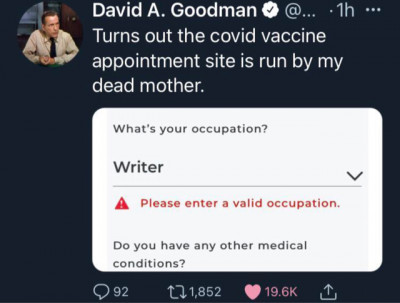 David A. Goodman @... · 1h ...
Turns out the covid vaccine
appointment site is run by my
dead mother.
What's your occupation?
Writer
Please enter a valid occupation.
Do you have any other medical
conditions?
92 1,852 19.6K